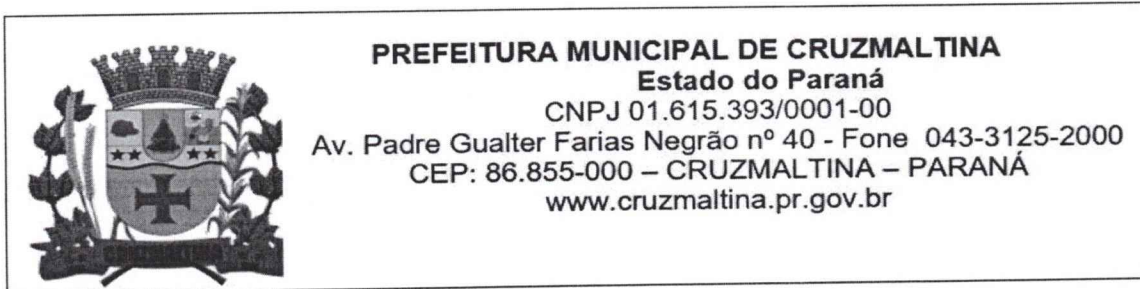 PREFEITURA MUNICIPAL DE CRUZMALTINA
Estado do Paraná
CNPJ 01.615.393/0001-00
Av. Padre Gualter Farias Negrão nº 40 - Fone 043-3125-2000
CEP: 86.855-000 – CRUZMALTINA – PARANÁ
www.cruzmaltina.pr.gov.br
CRUZMALTINA